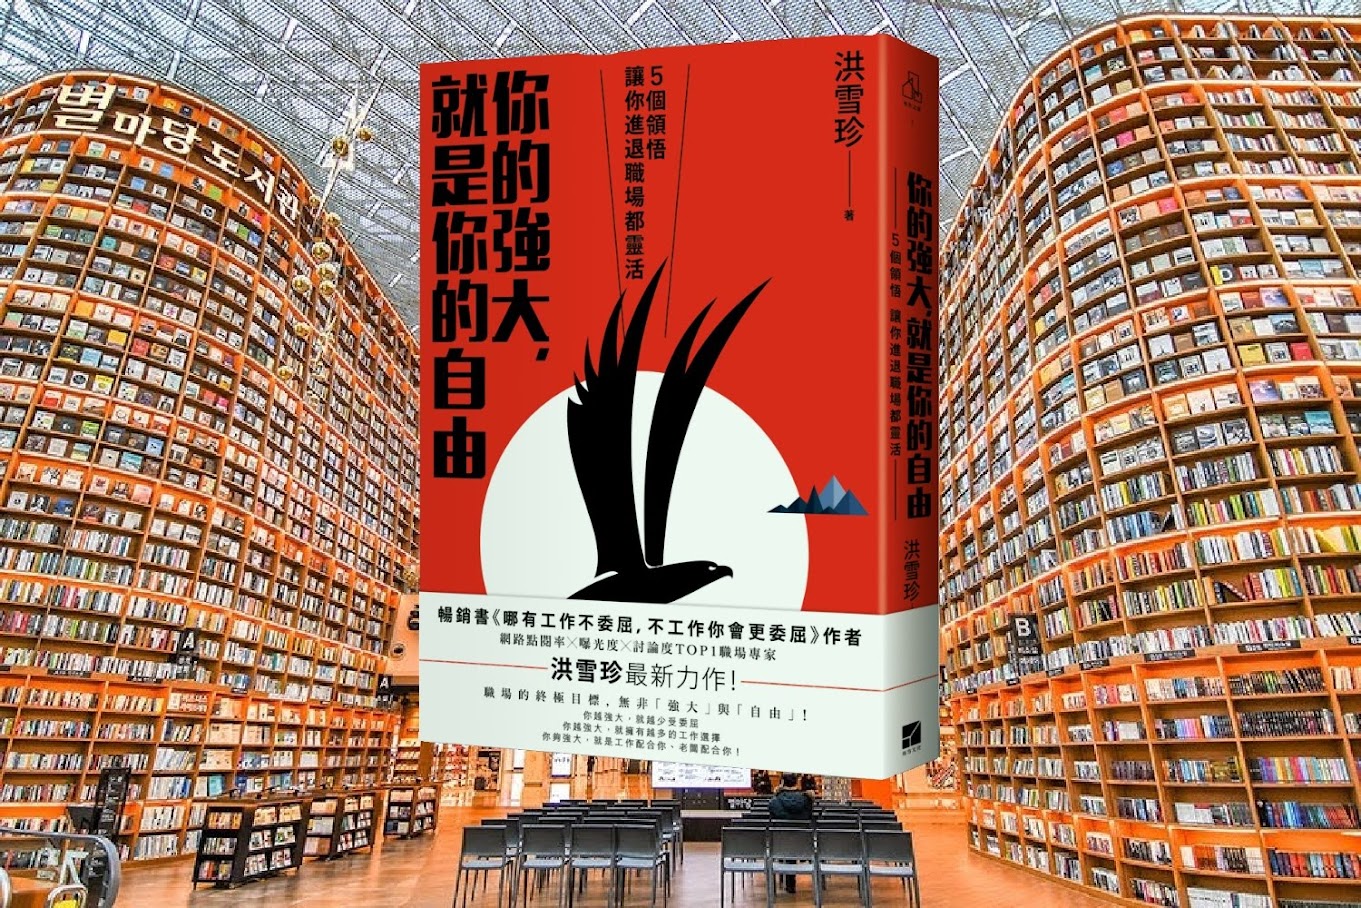 별마당 도서관
你的強大，
就是你的自由
5個領悟
讓你進退職場都靈活
洪雪珍——著
暢銷書《哪有工作不委屈，不工作你會更委屈》作者
網路點閱率×曝光度×討論度TOP1職場專家
洪雪珍最新力作！
職場的終極目標，無非「強大」與「自由」！
你越強大，就越少受委屈
你越強大，就擁有越多的工作選擇
你夠強大，就是工作配合你、老闆配合你！
你的強大，就是你的自由
5個領悟 讓你進退職場都靈活
洪雪珍
A
B